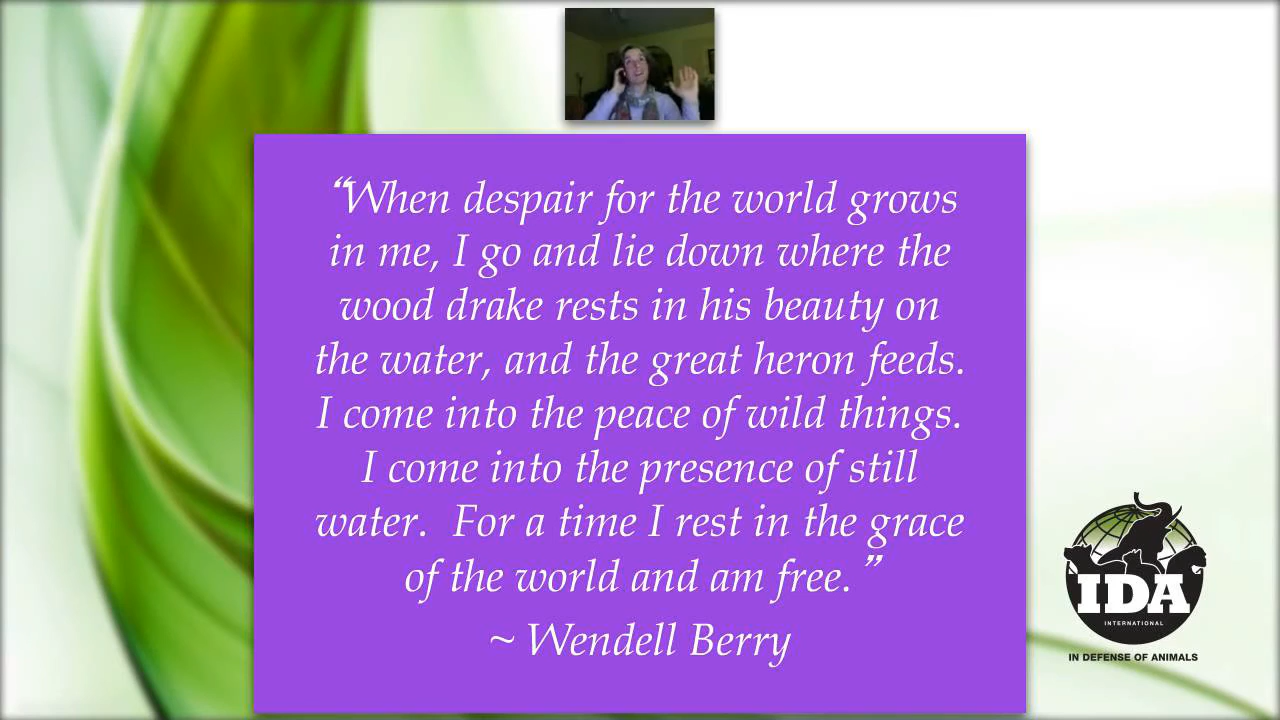 “When despair for the world grows
in me, I go and lie down where the
wood drake rests in his beauty on
the water, and the great heron feeds.
I come into the peace of wild things.
I come into the presence of still
water.  For a time I rest in the grace
of the world and am free. ”
~ Wendell Berry
IDA
INTERNATIONAL
IN DEFENSE OF ANIMALS